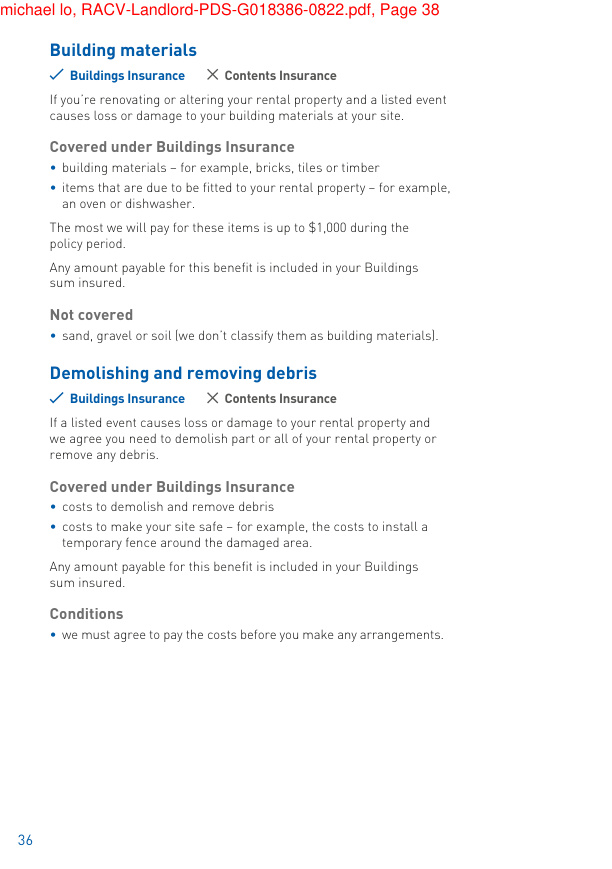 michael lo, RACV-Landlord-PDS-G018386-0822.pdf, Page 38
Building materials
Buildings Insurance Contents Insurance
If you're renovating or altering your rental property and a listed event
causes loss or damage to your building materials at your site.
Covered under Buildings Insurance
• building materials – for example, bricks, tiles or timber
• items that are due to be fitted to your rental property – for example,
an oven or dishwasher.
The most we will pay for these items is up to $1,000 during the
policy period.
Any amount payable for this benefit is included in your Buildings
sum insured.
Not covered
• sand, gravel or soil (we don't classify them as building materials).
Demolishing and removing debris
Buildings Insurance Contents Insurance
If a listed event causes loss or damage to your rental property and
we agree you need to demolish part or all of your rental property or
remove any debris.
Covered under Buildings Insurance
• costs to demolish and remove debris
• costs to make your site safe – for example, the costs to install a
temporary fence around the damaged area.
Any amount payable for this benefit is included in your Buildings
sum insured.
Conditions
• we must agree to pay the costs before you make any arrangements.
36